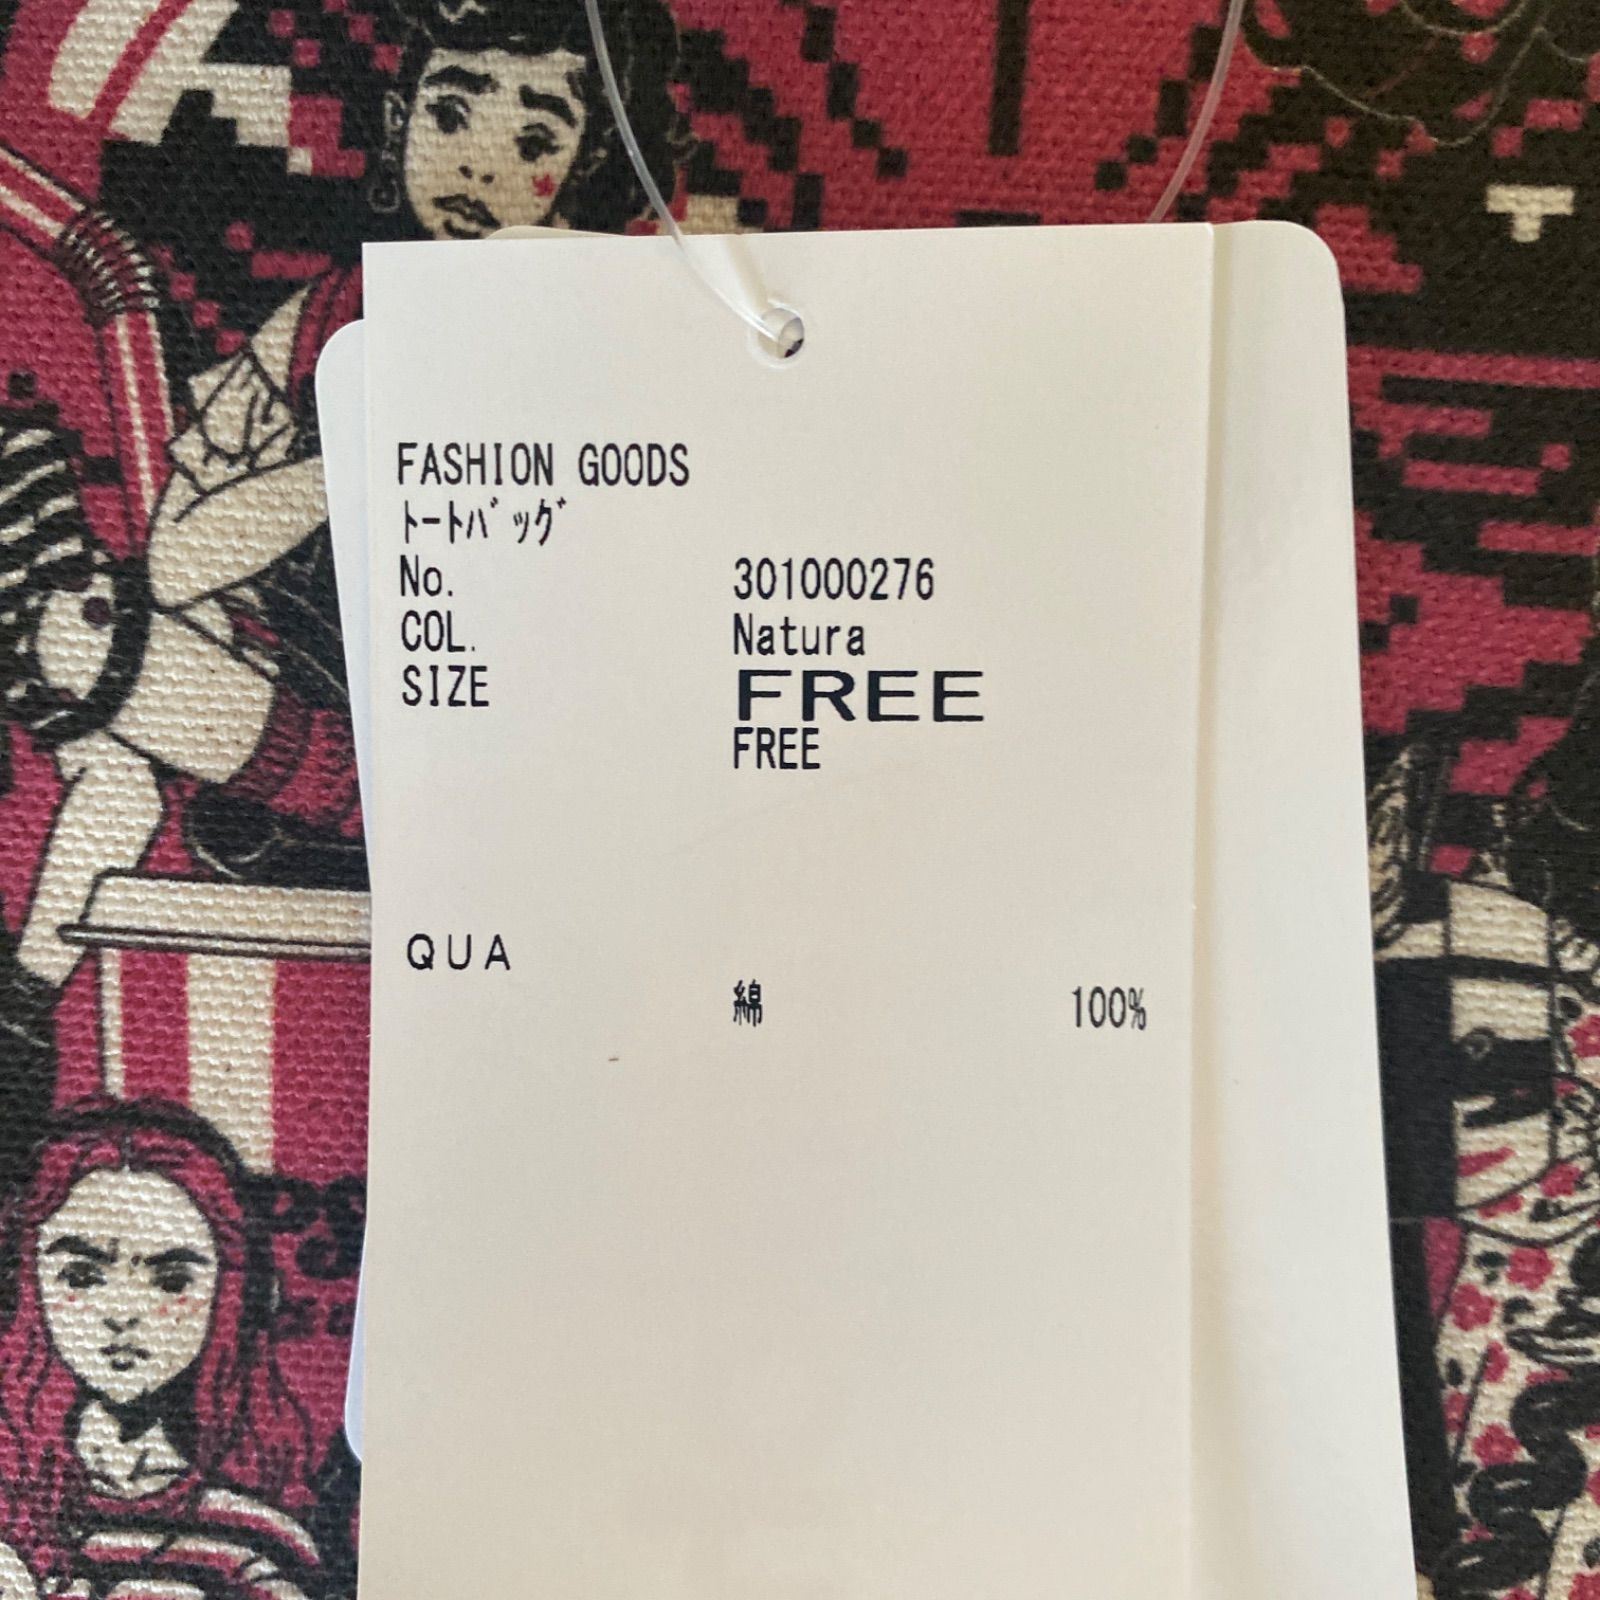 FASHION GOODS
ﾄｰﾄﾊﾞｯｸﾞ
No. 301000276
COL. Natura
SIZE FREE
FREE
QUA
綿 100%